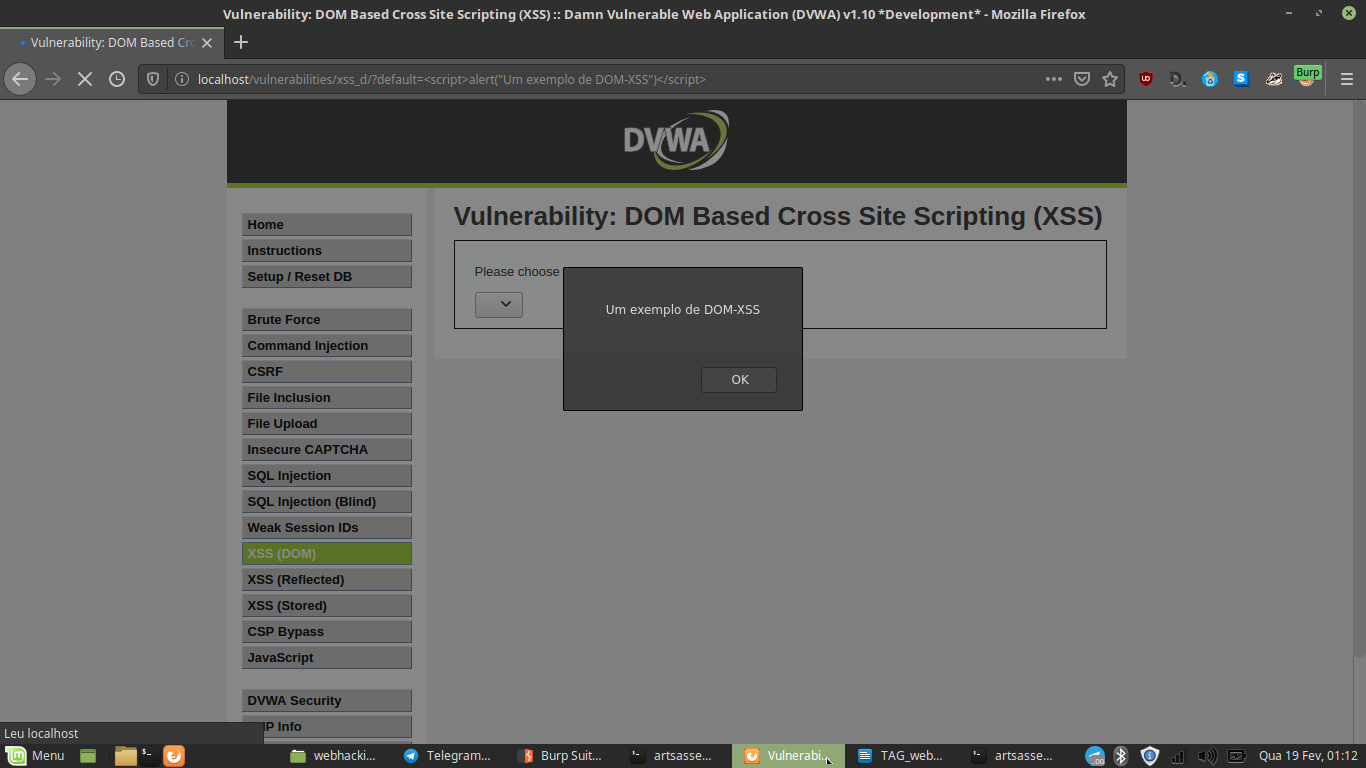 Vulnerability: DOM Based Cross Site Scripting (XSS) :: Damn Vulnerable Web Application (DVWA) v1.10 *Development* - Mozilla Firefox
Vulnerability: DOM Based Cro
localhost/vulnerabilities/xss_d/?default=<script>alert("Um exemplo de DOM-XSS")</script>
Burp
DVWA
Vulnerability: DOM Based Cross Site Scripting (XSS)
Please choose
Um exemplo de DOM-XSS
OK
Home
Instructions
Setup / Reset DB
Brute Force
Command Injection
CSRF
File Inclusion
File Upload
Insecure CAPTCHA
SQL Injection
SQL Injection (Blind)
Weak Session IDs
XSS (DOM)
XSS (Reflected)
XSS (Stored)
CSP Bypass
JavaScript
DVWA Security
Info
Leu localhost
Menu webhacki... Telegram... Burp Suit... artsasse... Vulnerabi... TAG_web... artsasse... Qua 19 Fev, 01:12